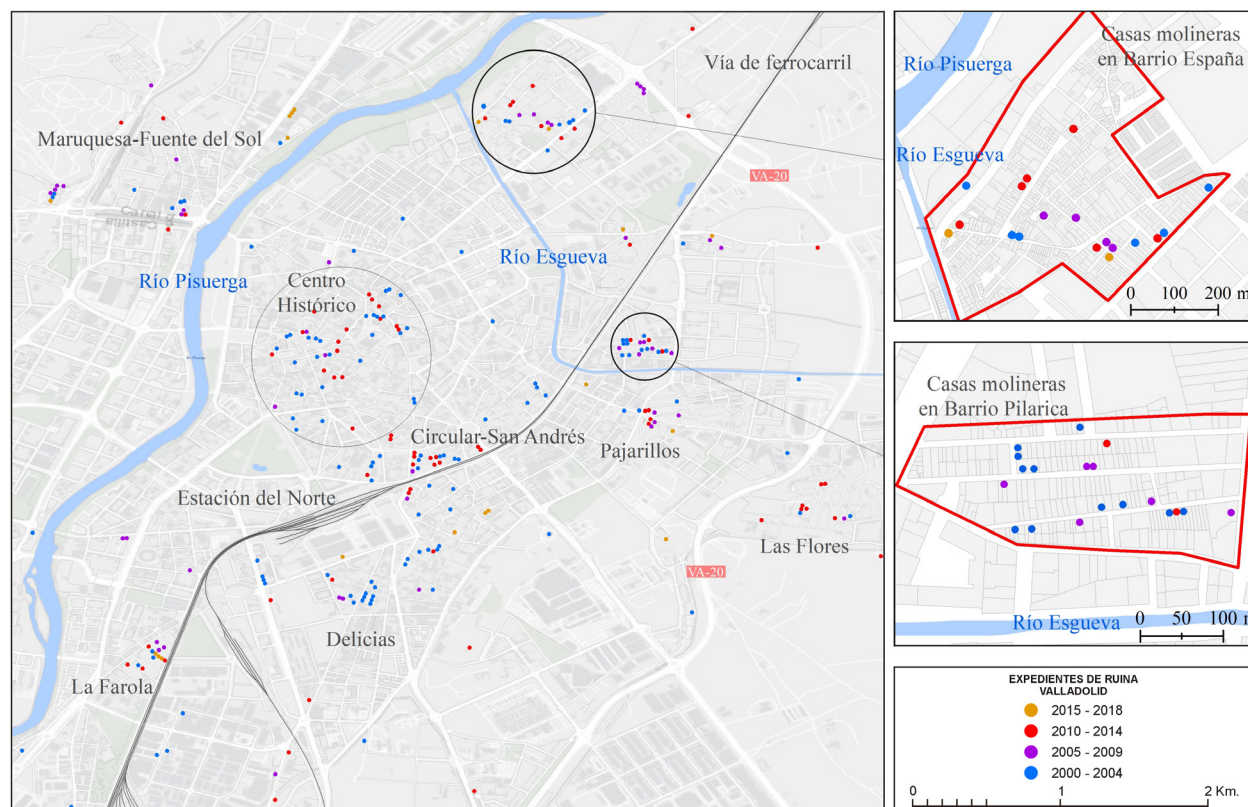 Vía de ferrocarril
Maruquesa-Fuente del Sol
VA-20
Río Esgueva
Río Pisuerga
Centro
Histórico
Circular-San Andrés
Pajarillos
Estación del Norte
Las Flores
VA-20
Delicias
La Farola
Casas molineras
en Barrio España
Río Pisuerga
Río Esgueva
0 100 200 m
Casas molineras
en Barrio Pilarica
Río Esgueva
0 50 100 m
EXPEDIENTES DE RUINA
VALLADOLID
2015 - 2018
2010 - 2014
2005 - 2009
2000 - 2004
0 1 2 Km.